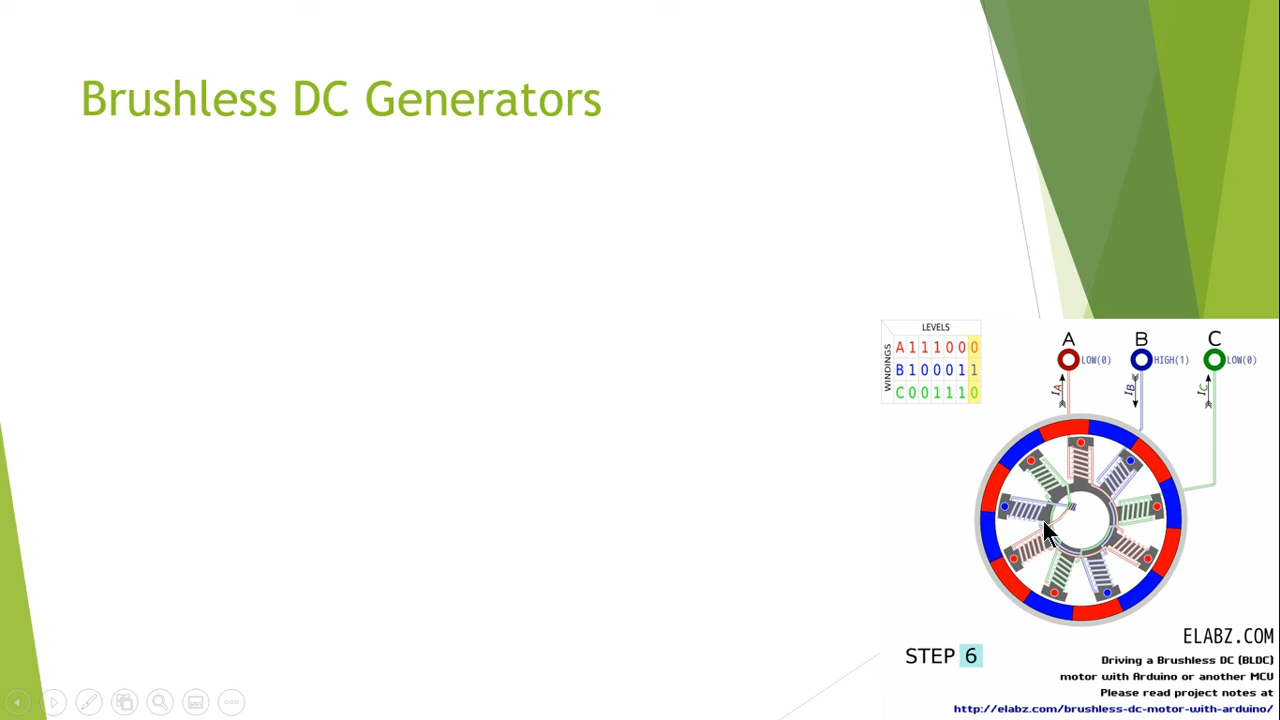 Brushless DC Generators
LEVELS
WINDINGS
A 1 1 1 0 0 0
B 1 0 0 0 1 1
C 0 0 1 1 1 0
A B C
LOW(0) HIGH(1) LOW(0)
IA IB IC
ELABZ.COM
STEP 6
Driving a Brushless DC (BLDC)
motor with Arduino or another MCU
Please read project notes at
http://elabz.com/brushless-dc-motor-with-arduino/